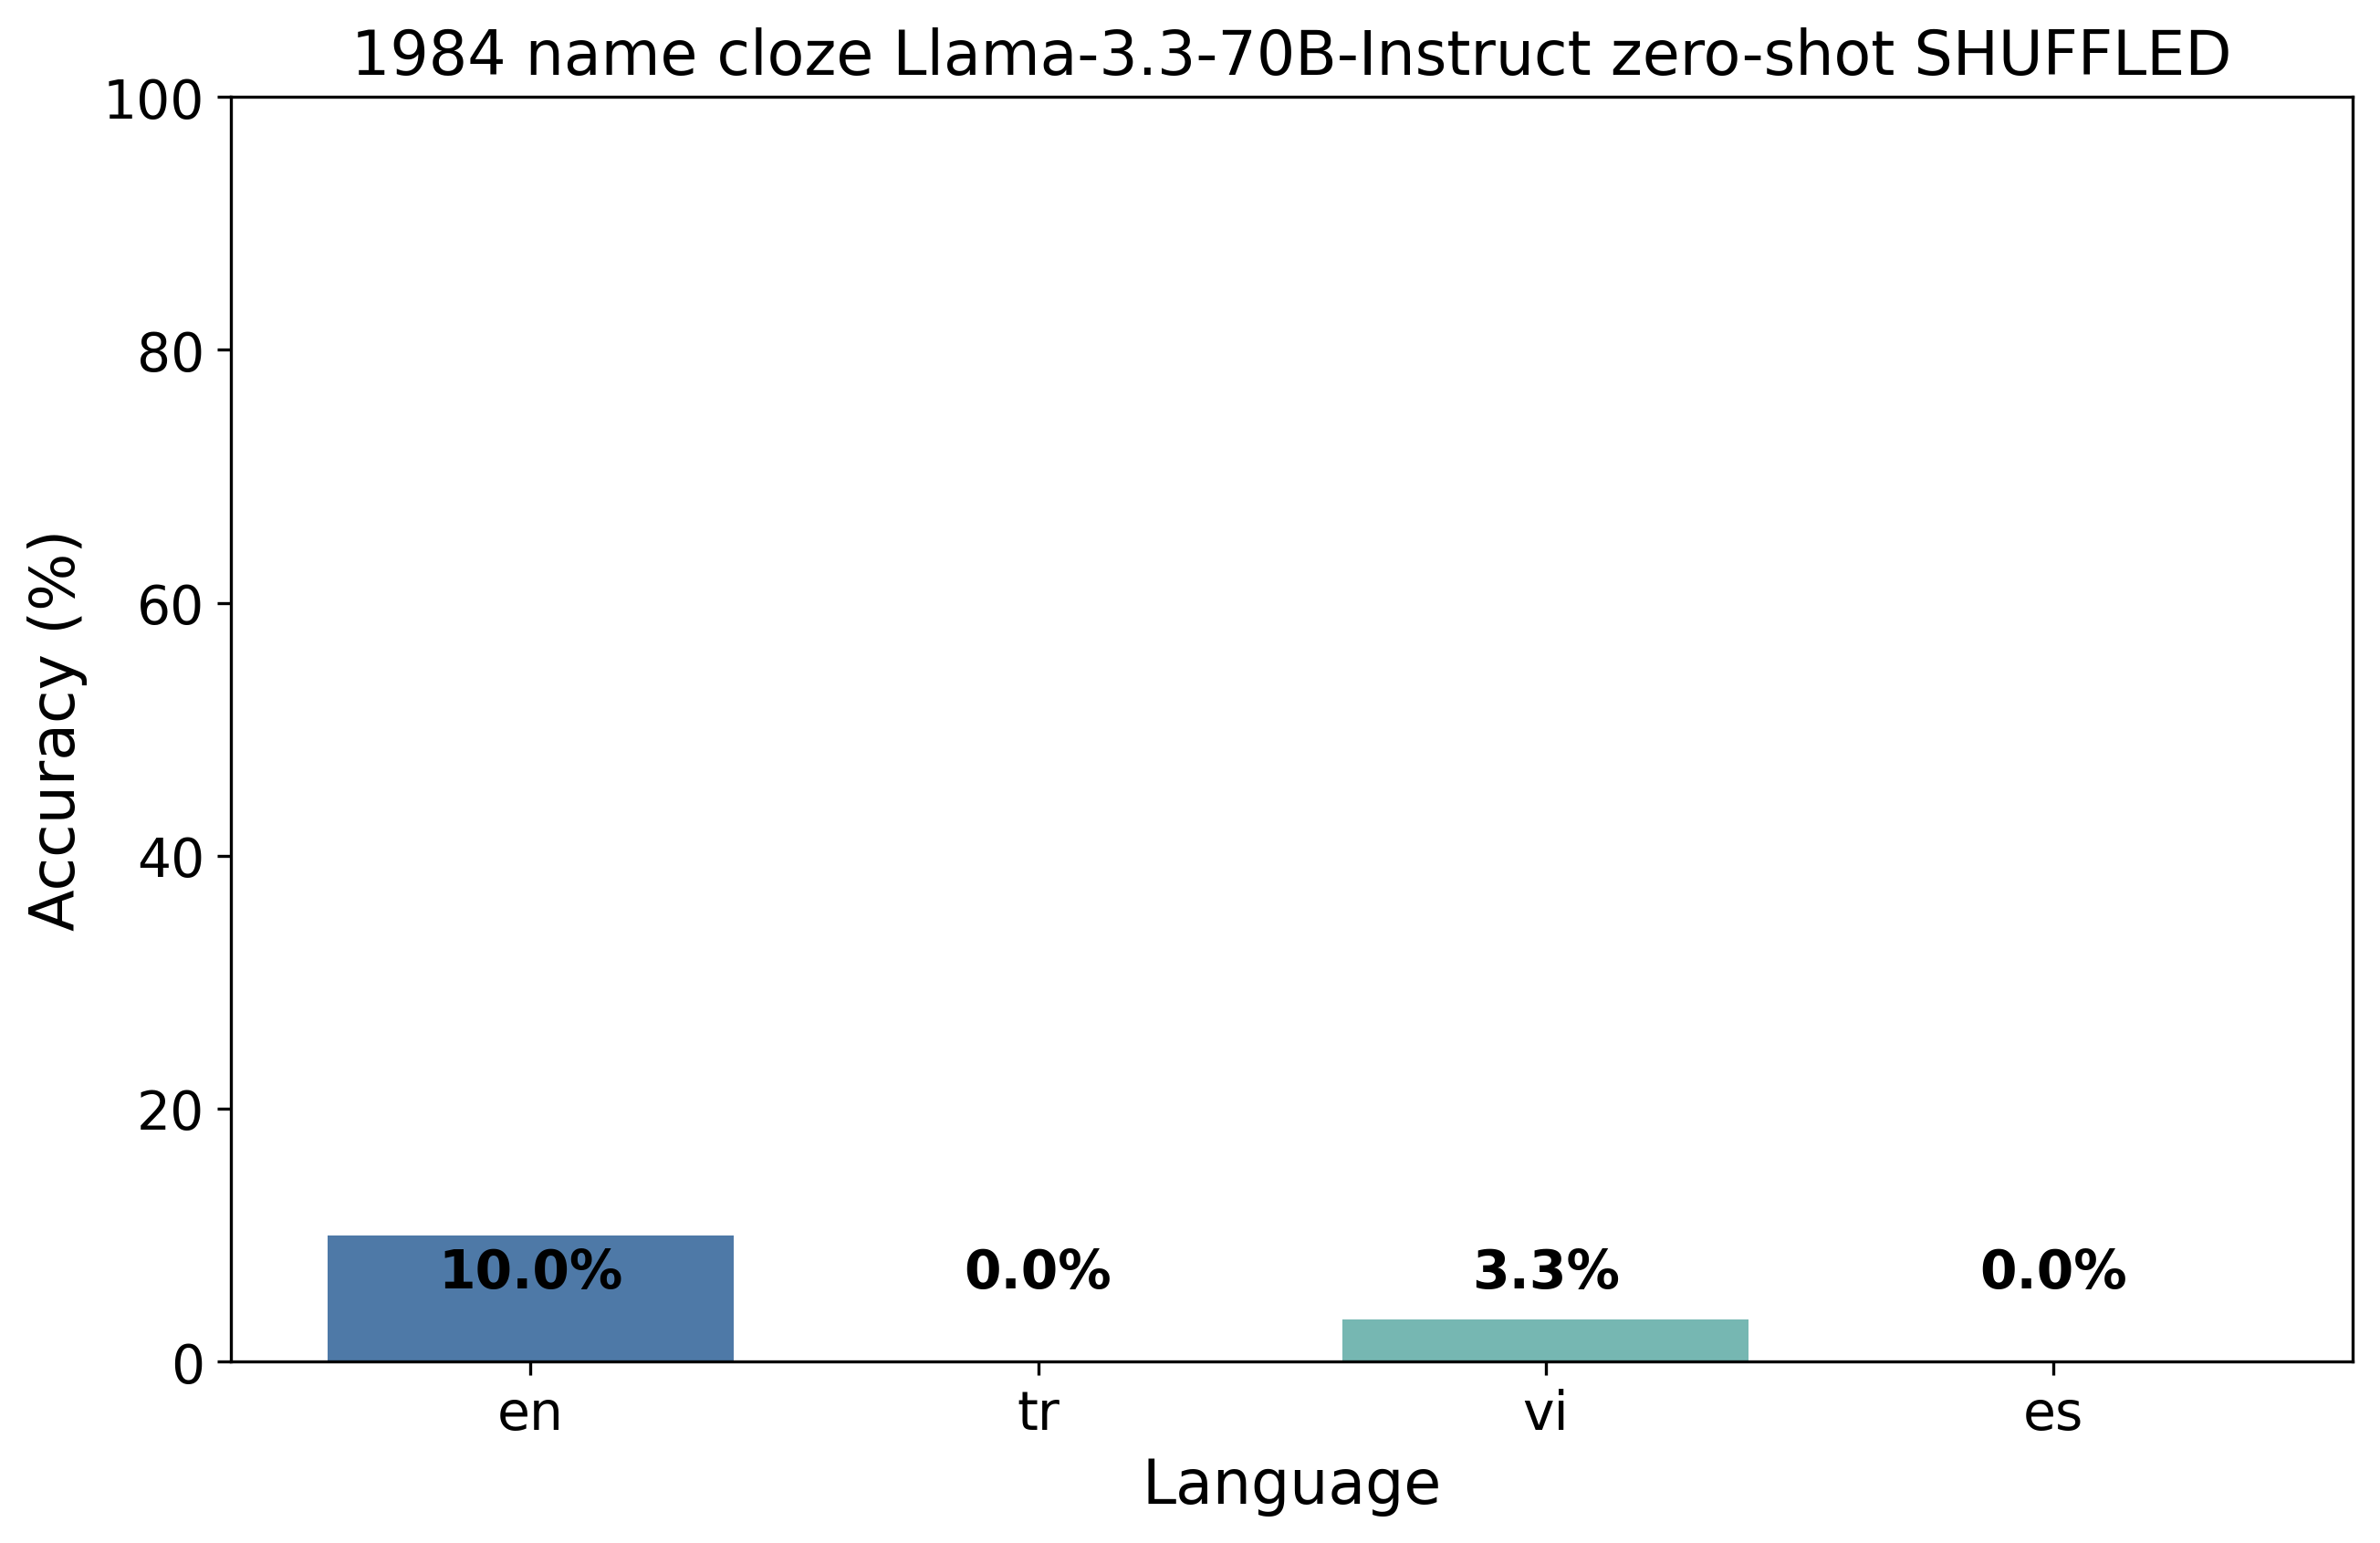 1984 name cloze Llama-3.3-70B-Instruct zero-shot SHUFFLED
100
80
60
40
20
0
Accuracy (%)
10.0%
0.0%
3.3%
0.0%
en
tr
vi
es
Language